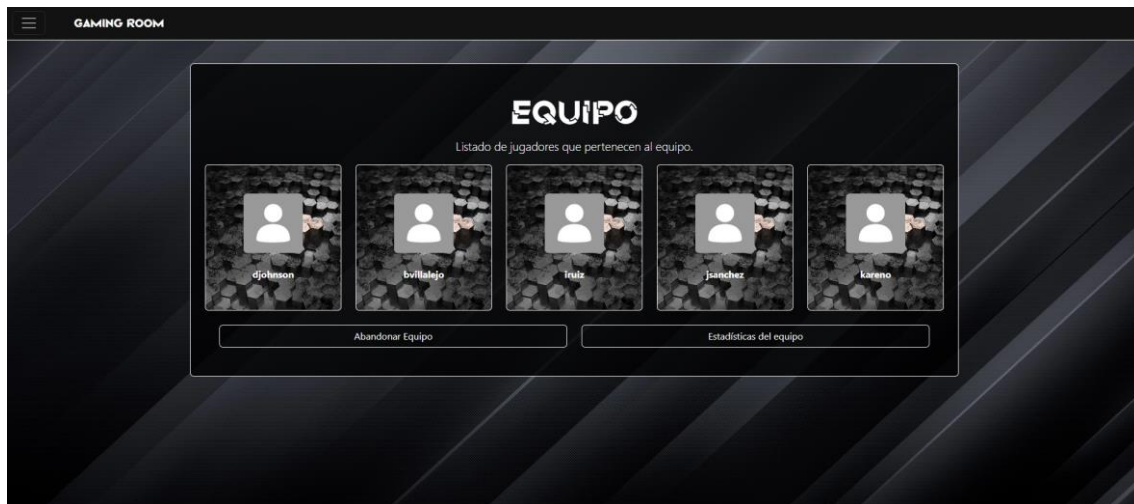 GAMING ROOM
EQUIPO
Listado de jugadores que pertenecen al equipo.
djohnson
bvillalejo
iruiz
jsanchez
kareno
Abandonar Equipo
Estadísticas del equipo